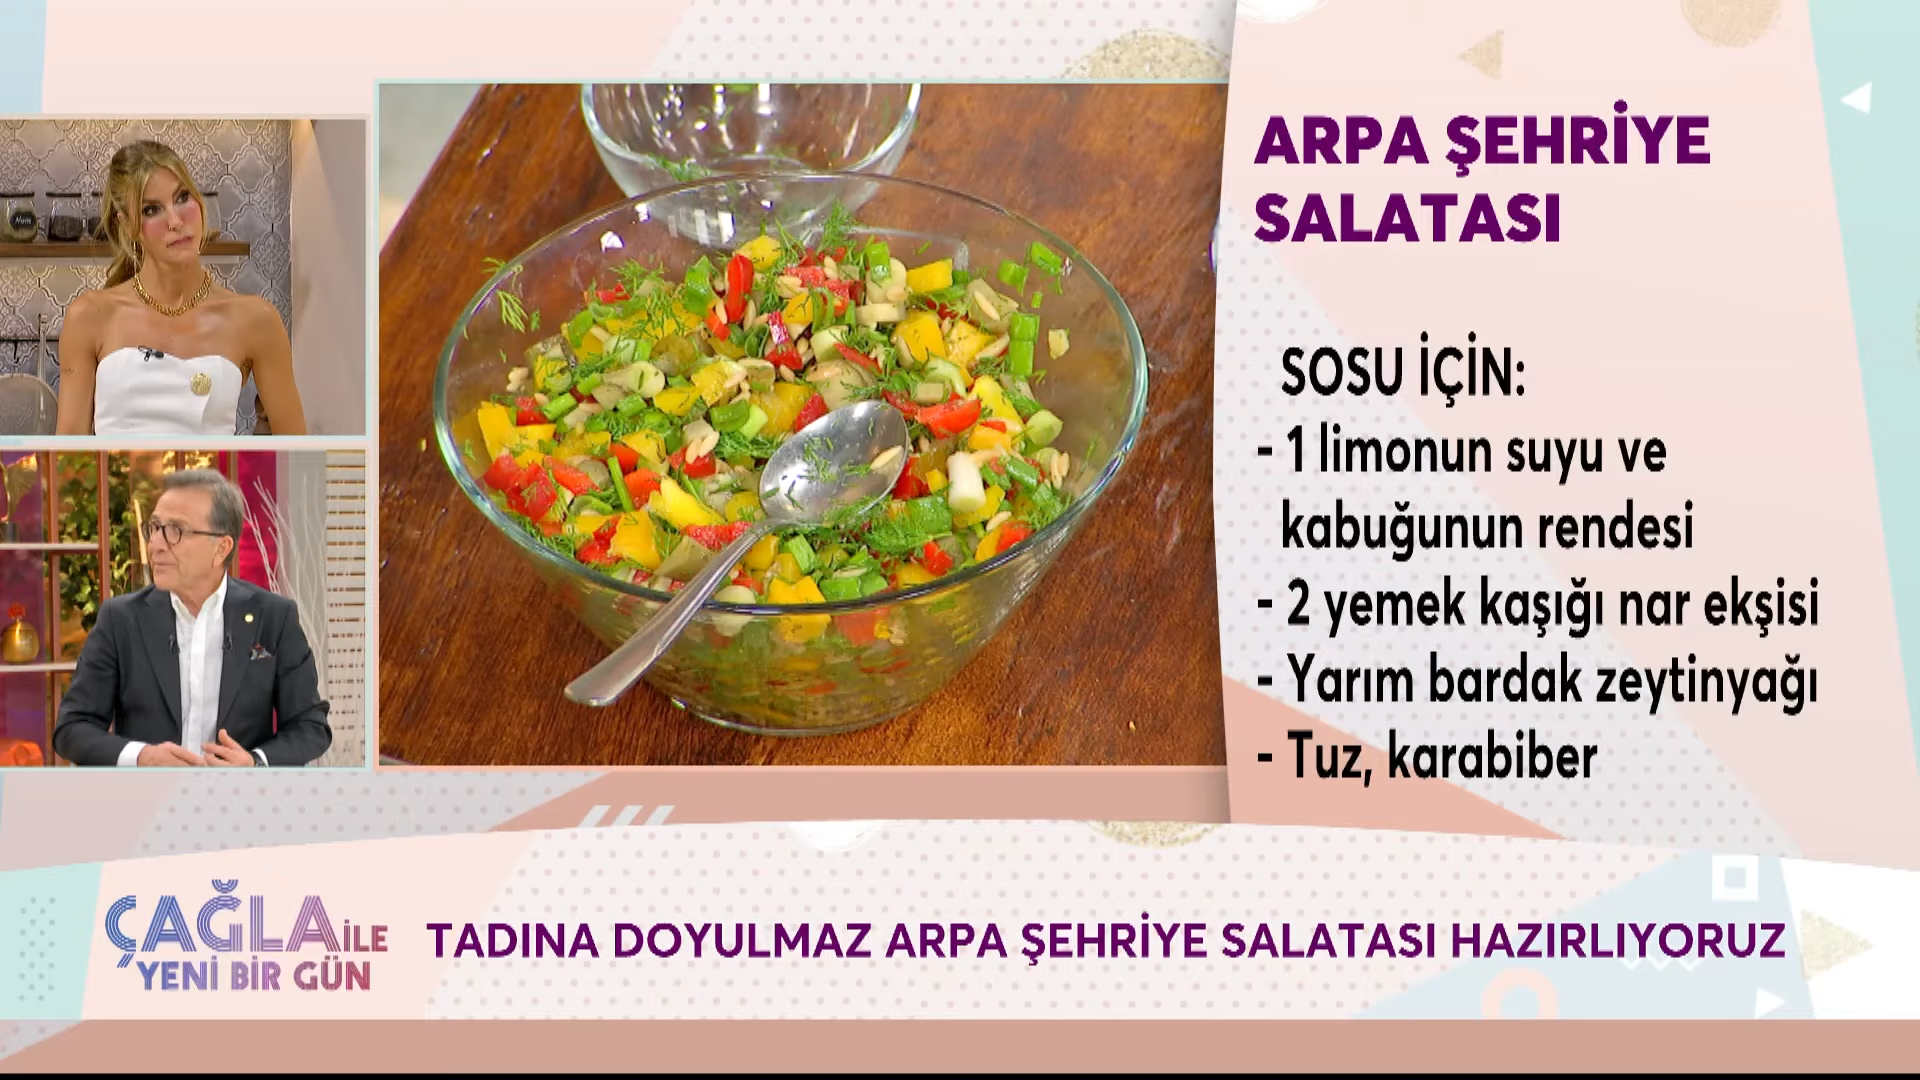 ARPA ŞEHRİYE
SALATASI
SOSU İÇİN:
- 1 limonun suyu ve
kabuğunun rendesi
- 2 yemek kaşığı nar ekşisi
- Yarım bardak zeytinyağı
- Tuz, karabiber
ÇAĞLA İLE
YENİ BİR GÜN
TADINA DOYULMAZ ARPA ŞEHRİYE SALATASI HAZIRLIYORUZ